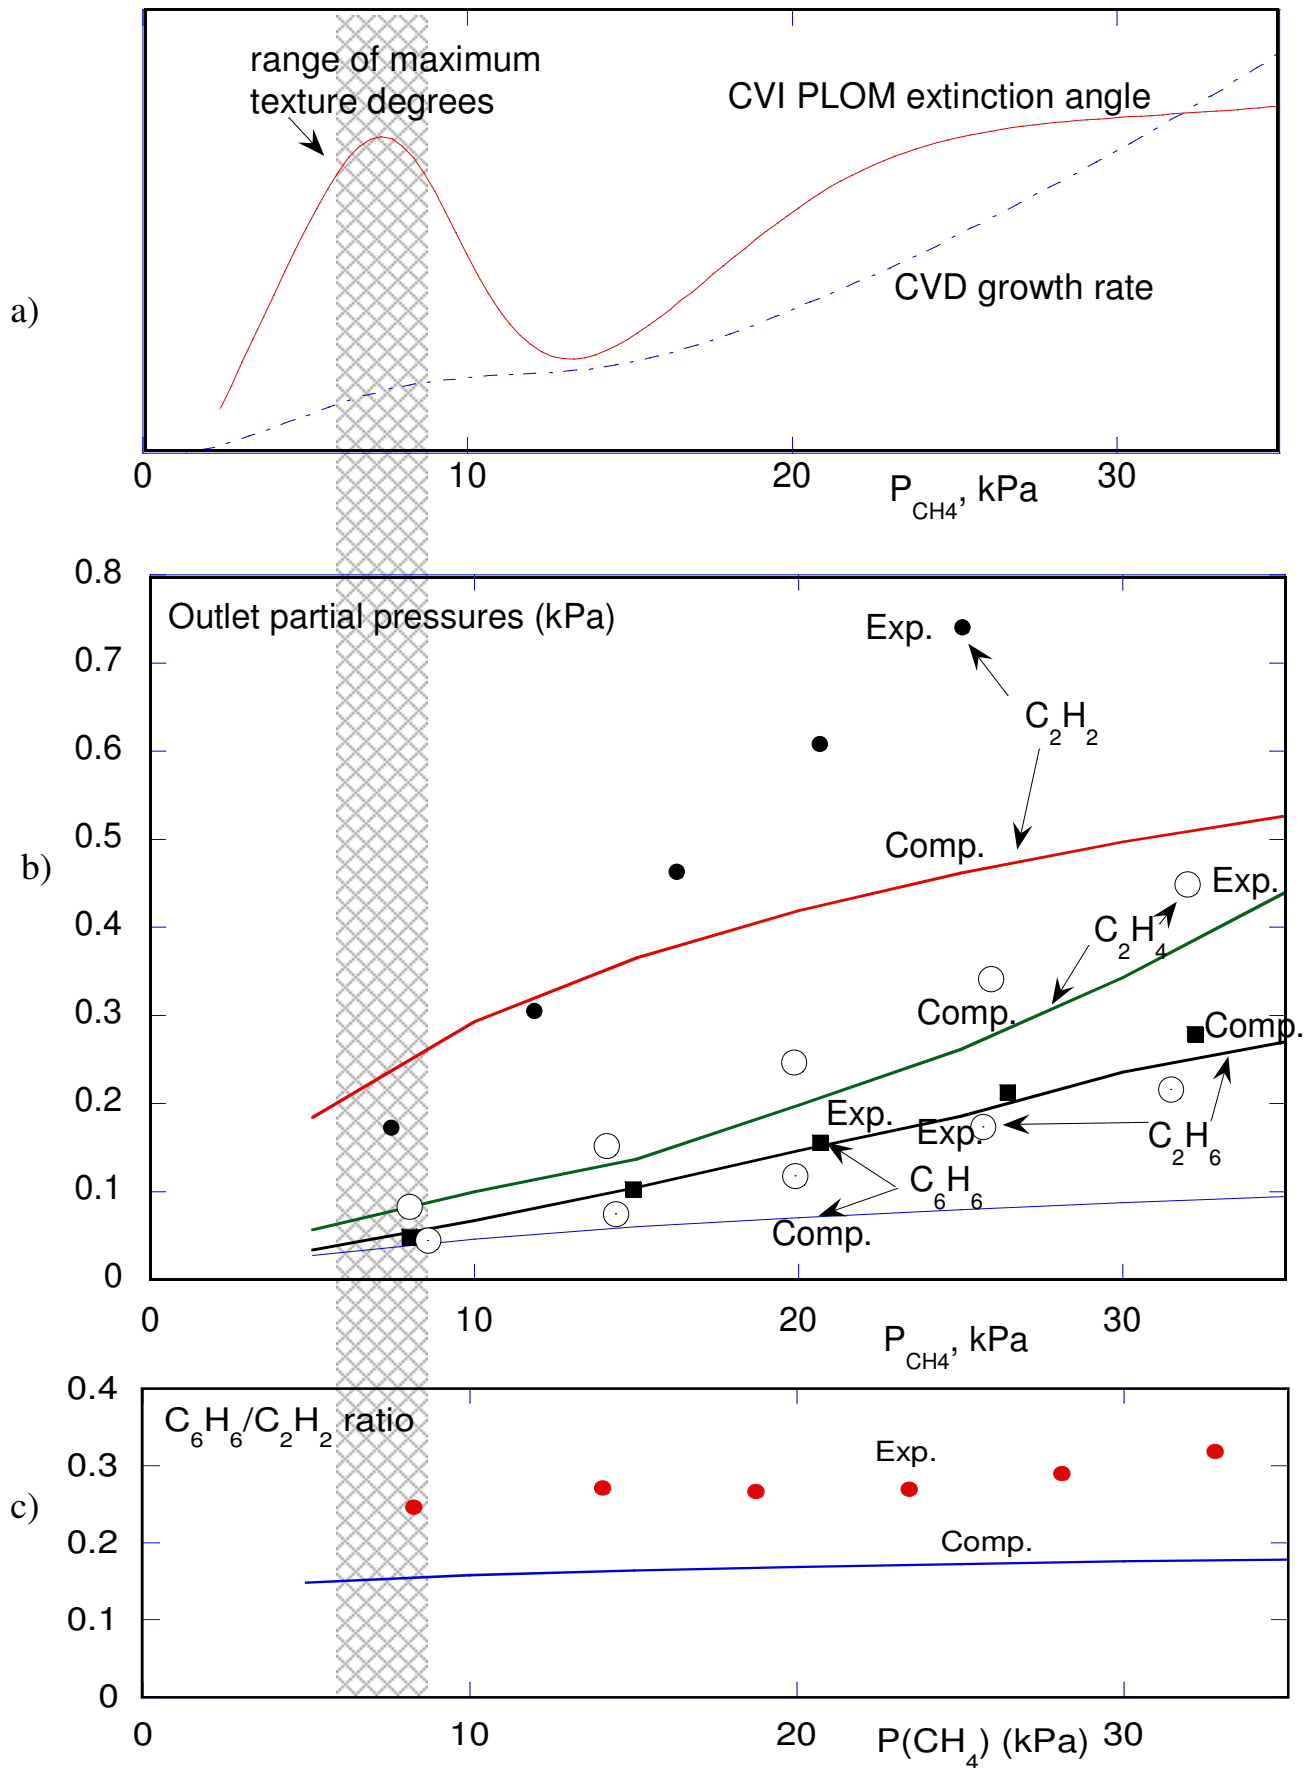 range of maximum
texture degrees
CVI PLOM extinction angle
CVD growth rate
a)
0
10
20
30
P_CH4, kPa
0.8
Outlet partial pressures (kPa)
Exp.
0.7
C₂H₂
0.6
0.5
Comp.
b)
Exp.
0.4
C₂H₄
0.3
Comp.
Comp.
0.2
Exp.
Exp.
C₂H₆
0.1
C₆H₆
Comp.
0
0
10
20
30
P_CH4, kPa
0.4
C₆H₆/C₂H₂ ratio
Exp.
0.3
c)
0.2
Comp.
0.1
0
0
10
20
P(CH₄) (kPa)
30